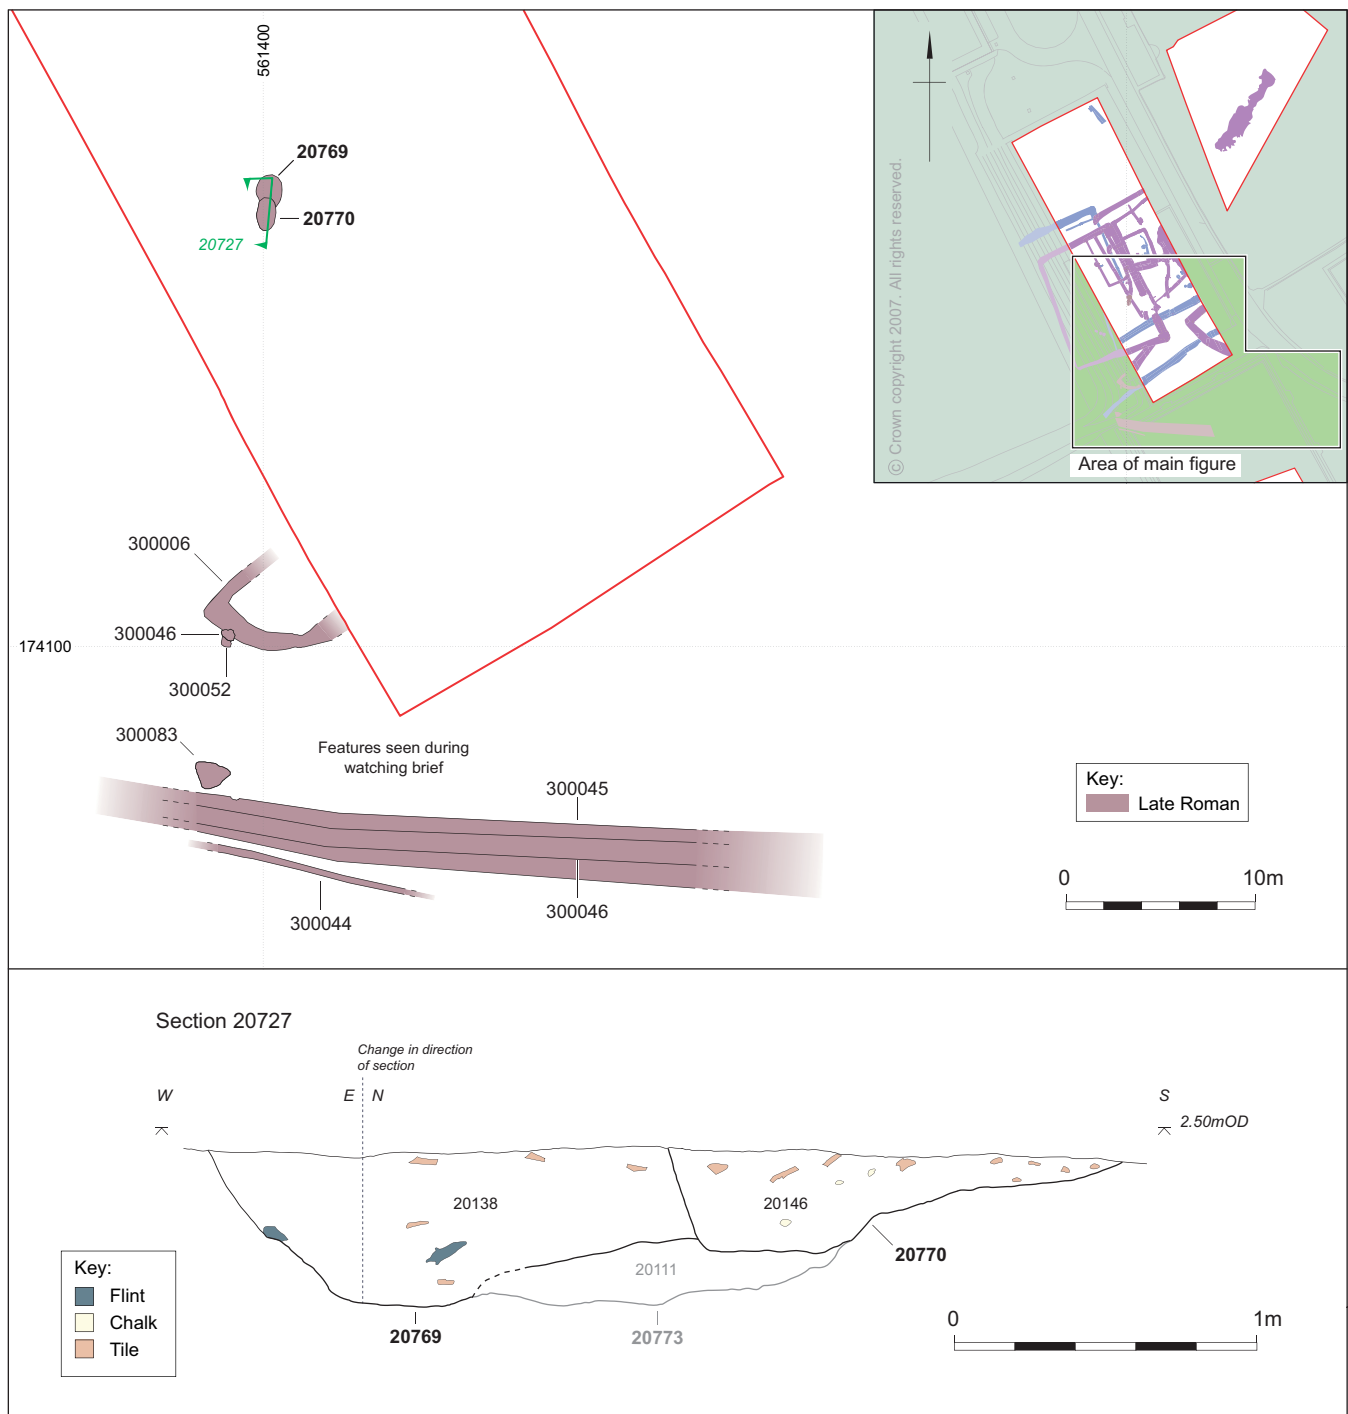 561400
20769
20770
20727
© Crown copyright 2007. All rights reserved.
Area of main figure
300006
300046
174100
300052
300083
Features seen during
watching brief
300045
Key:
Late Roman
0 10m
300044
300046
Section 20727
Change in direction
of section
W E N S
2.50mOD
20138
20146
20111
20770
20769
20773
Key:
Flint
Chalk
Tile
0 1m